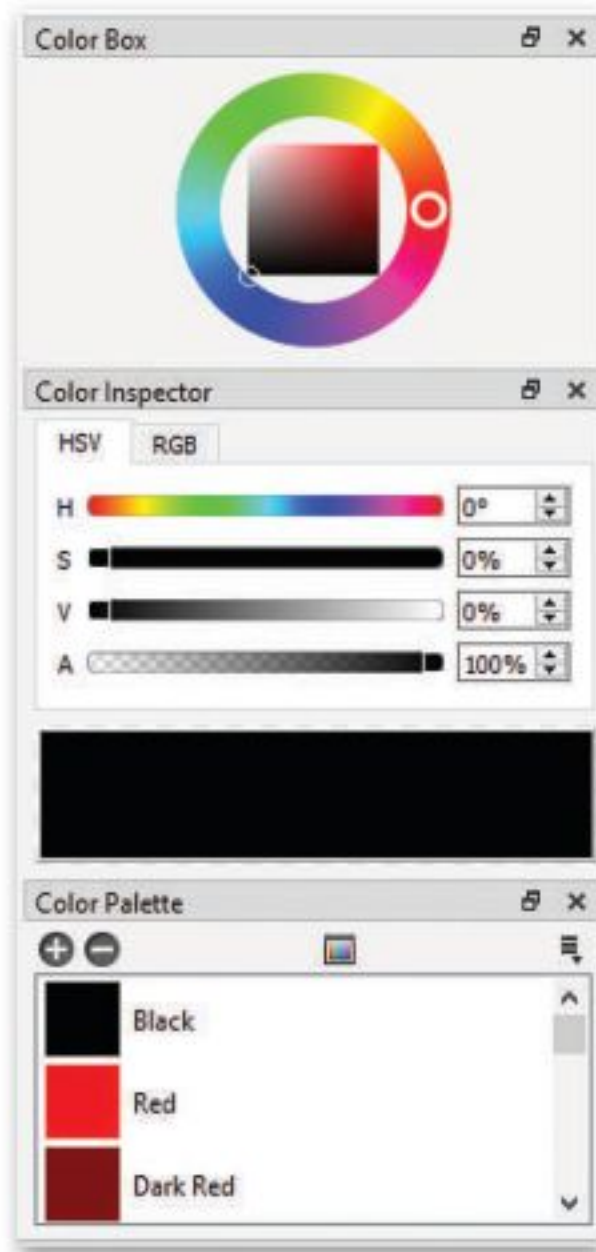 Color Box
Color Inspector
HSV RGB
H 0°
S 0%
V 0%
A 100%
Color Palette
Black
Red
Dark Red